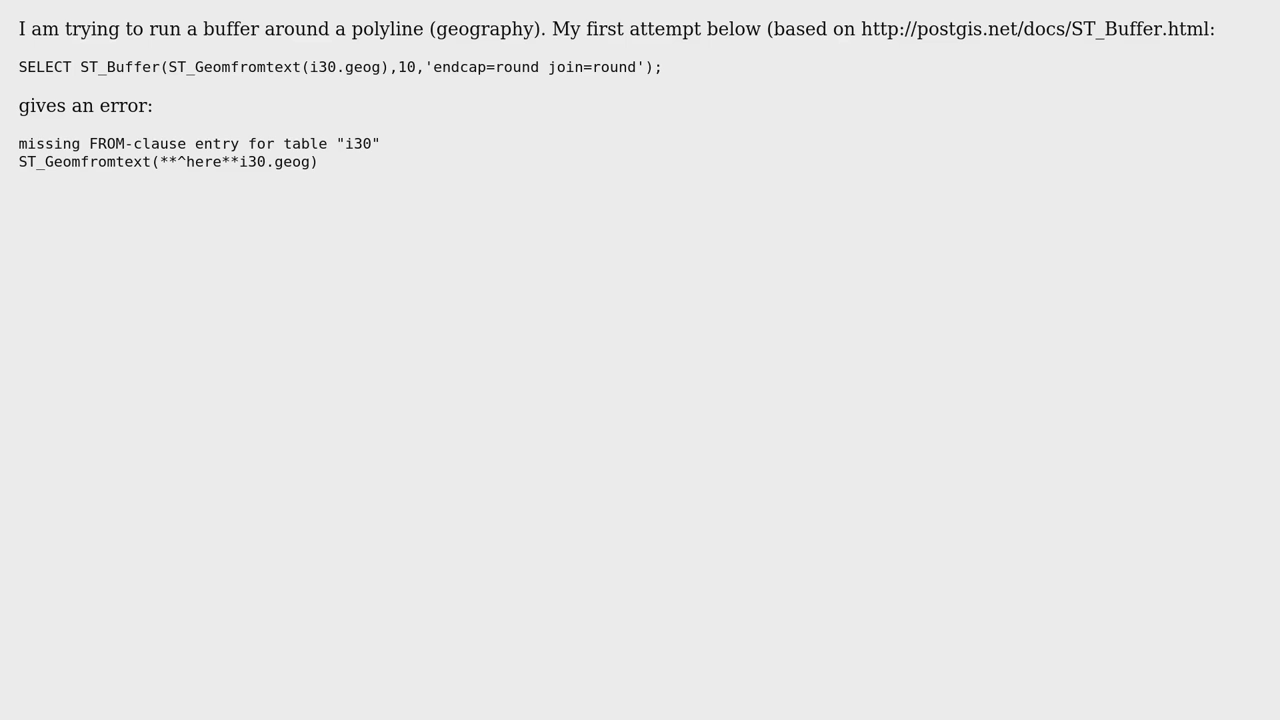 I am trying to run a buffer around a polyline (geography). My first attempt below (based on http://postgis.net/docs/ST_Buffer.html:
SELECT ST_Buffer(ST_Geomfromtext(i30.geog),10,'endcap=round join=round');
gives an error:
missing FROM-clause entry for table "i30"
ST_Geomfromtext(**^here**i30.geog)